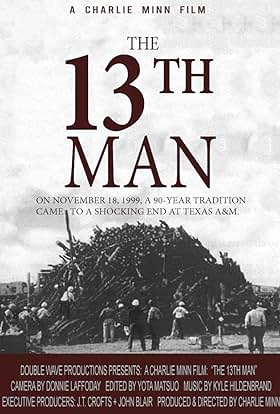 A CHARLIE MINN FILM
THE
13TH
MAN
ON NOVEMBER 18, 1999, A 90-YEAR TRADITION
CAME TO A SHOCKING END AT TEXAS A&M.
DOUBLE WAVE PRODUCTIONS PRESENTS: A CHARLIE MINN FILM: "THE 13TH MAN"
CAMERA BY DONNIE LAFFODAY EDITED BY YOTA MATSUO MUSIC BY KYLE HILDENBRAND
EXECUTIVE PRODUCERS: J.T. CROFTS + JOHN BLAIR PRODUCED & DIRECTED BY CHARLIE MINN